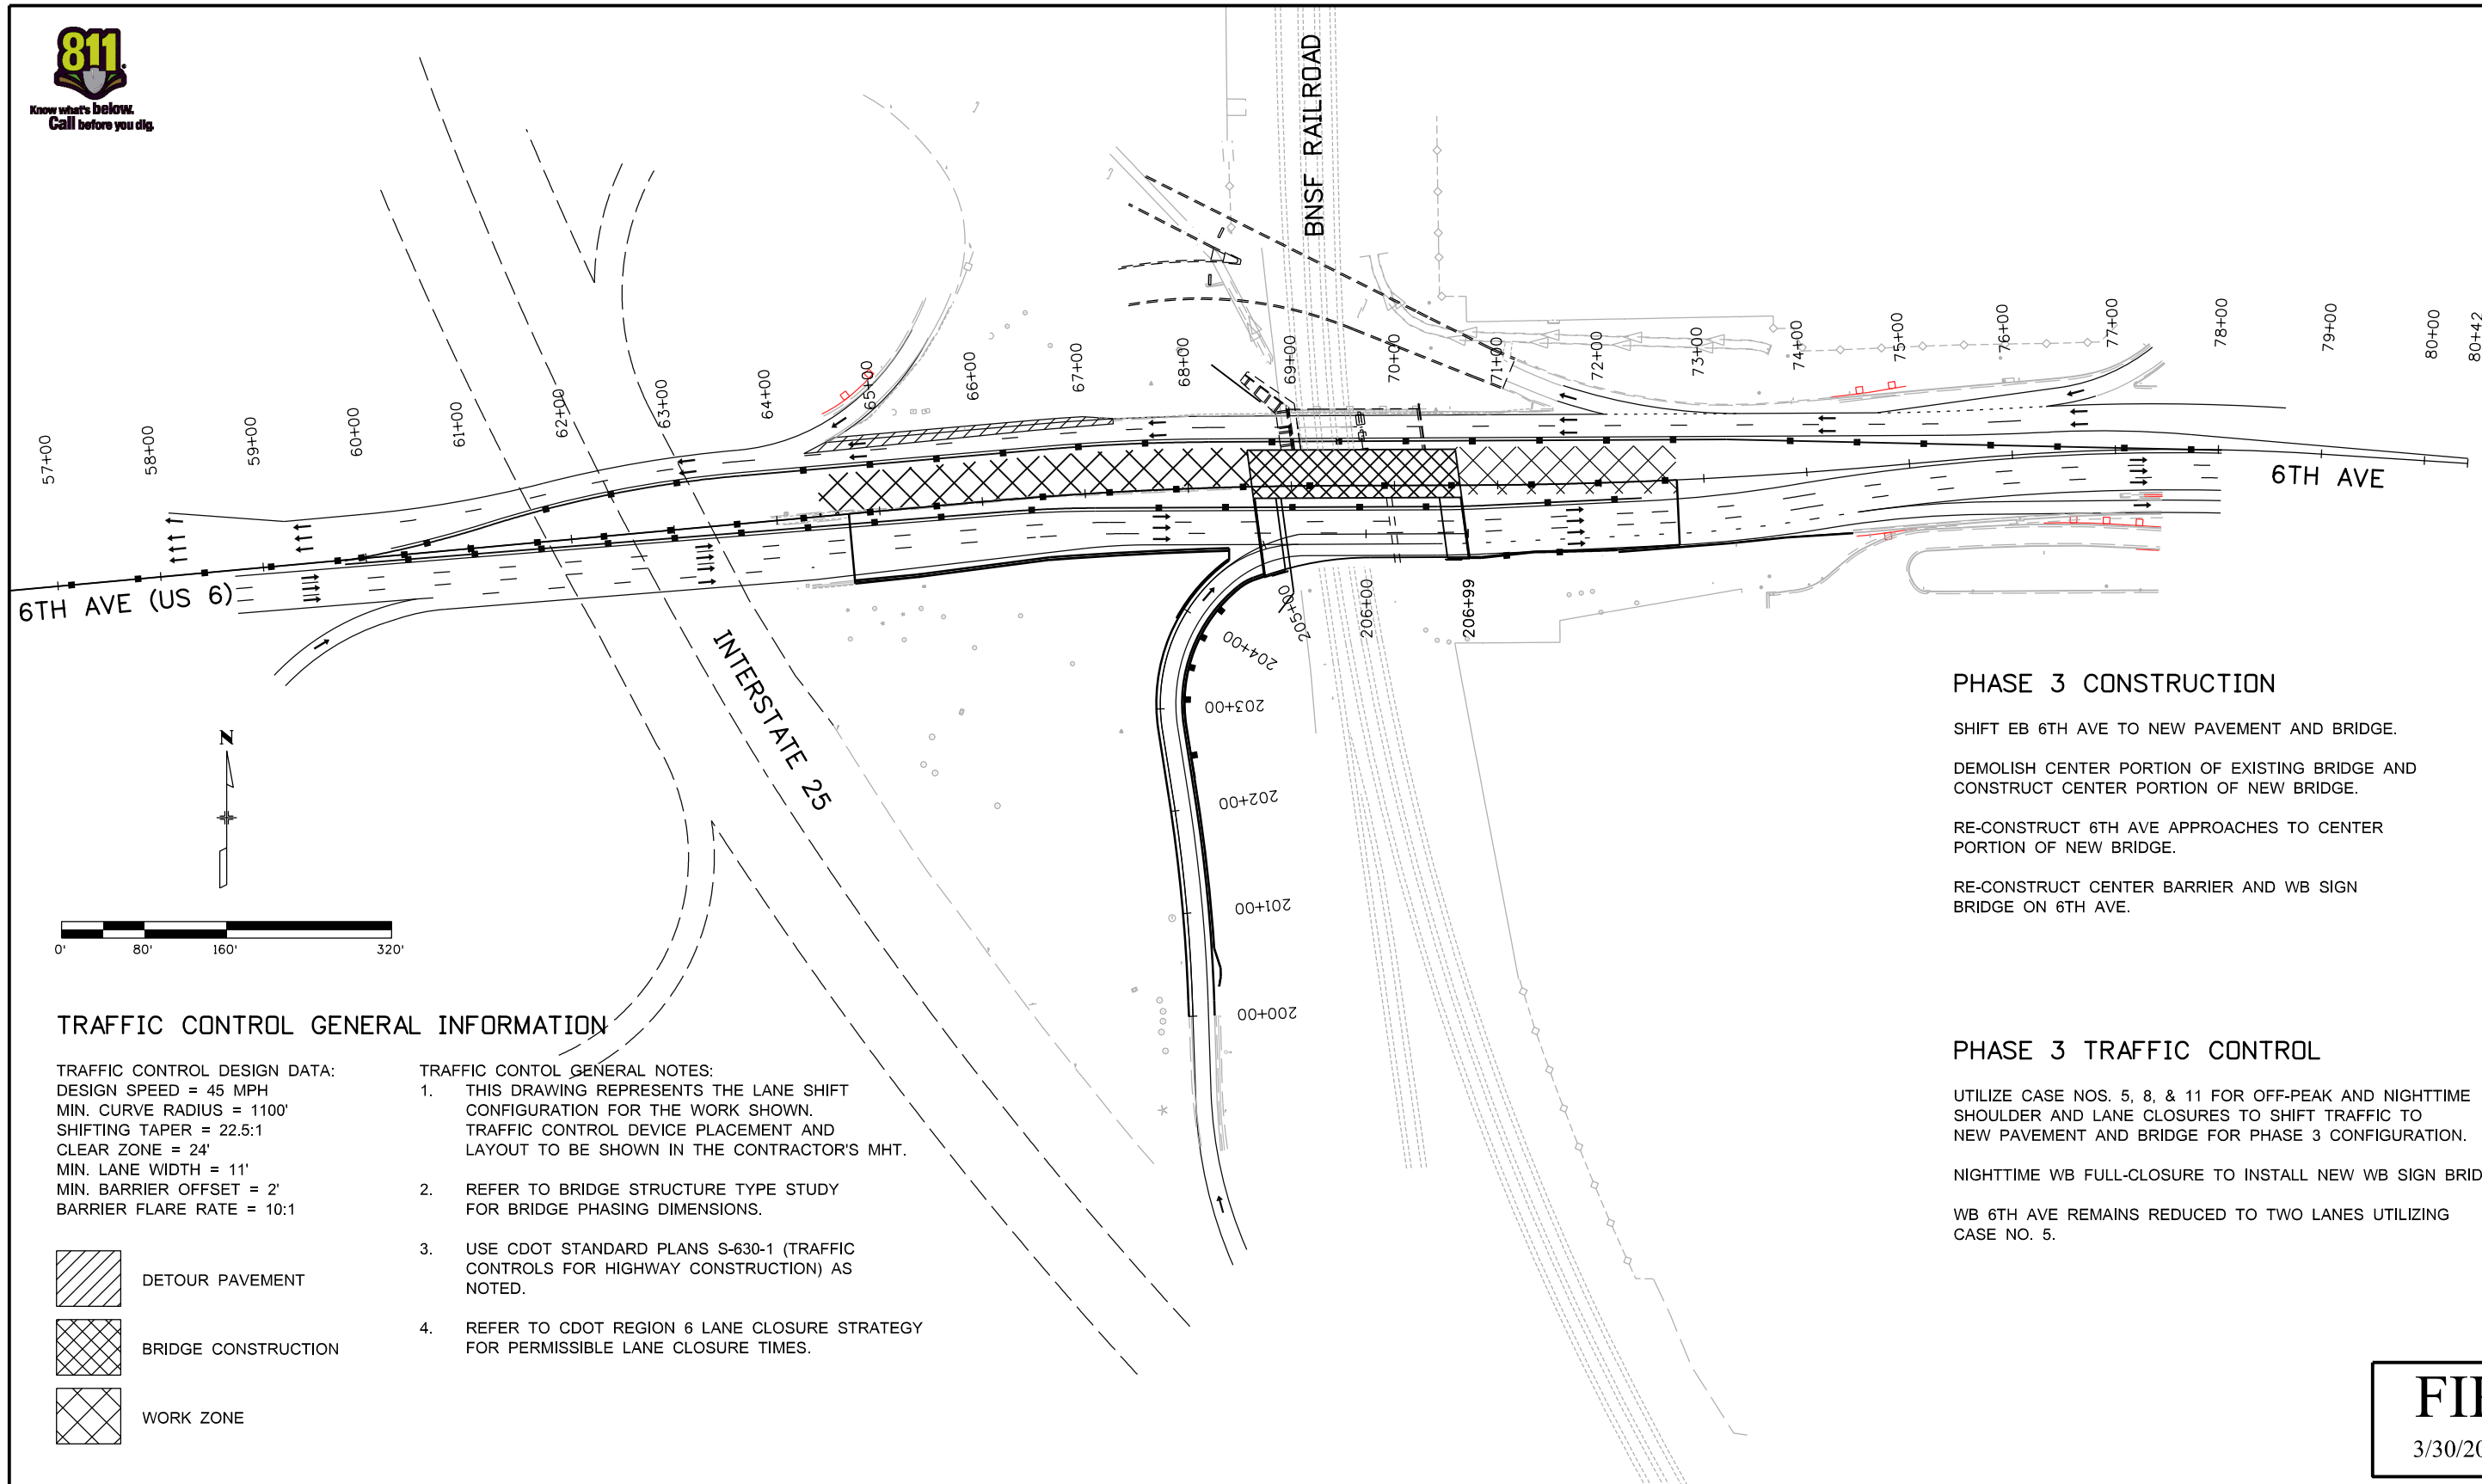 811
Know what's below.
Call before you dig.
BNSF RAILROAD
57+00
58+00
59+00
60+00
61+00
62+00
63+00
64+00
65+00
66+00
67+00
68+00
69+00
70+00
71+00
72+00
73+00
74+00
75+00
76+00
77+00
78+00
79+00
80+00
80+42
6TH AVE (US 6)
6TH AVE
INTERSTATE 25
206+99
206+00
205+00
204+00
203+00
202+00
201+00
200+00
N
0'
80'
160'
320'
PHASE 3 CONSTRUCTION
SHIFT EB 6TH AVE TO NEW PAVEMENT AND BRIDGE.
DEMOLISH CENTER PORTION OF EXISTING BRIDGE AND
CONSTRUCT CENTER PORTION OF NEW BRIDGE.
RE-CONSTRUCT 6TH AVE APPROACHES TO CENTER
PORTION OF NEW BRIDGE.
RE-CONSTRUCT CENTER BARRIER AND WB SIGN
BRIDGE ON 6TH AVE.
TRAFFIC CONTROL GENERAL INFORMATION
TRAFFIC CONTROL DESIGN DATA:
DESIGN SPEED = 45 MPH
MIN. CURVE RADIUS = 1100'
SHIFTING TAPER = 22.5:1
CLEAR ZONE = 24'
MIN. LANE WIDTH = 11'
MIN. BARRIER OFFSET = 2'
BARRIER FLARE RATE = 10:1
DETOUR PAVEMENT
BRIDGE CONSTRUCTION
WORK ZONE
TRAFFIC CONTOL GENERAL NOTES:
1. THIS DRAWING REPRESENTS THE LANE SHIFT
CONFIGURATION FOR THE WORK SHOWN.
TRAFFIC CONTROL DEVICE PLACEMENT AND
LAYOUT TO BE SHOWN IN THE CONTRACTOR'S MHT.
2. REFER TO BRIDGE STRUCTURE TYPE STUDY
FOR BRIDGE PHASING DIMENSIONS.
3. USE CDOT STANDARD PLANS S-630-1 (TRAFFIC
CONTROLS FOR HIGHWAY CONSTRUCTION) AS
NOTED.
4. REFER TO CDOT REGION 6 LANE CLOSURE STRATEGY
FOR PERMISSIBLE LANE CLOSURE TIMES.
PHASE 3 TRAFFIC CONTROL
UTILIZE CASE NOS. 5, 8, & 11 FOR OFF-PEAK AND NIGHTTIME
SHOULDER AND LANE CLOSURES TO SHIFT TRAFFIC TO
NEW PAVEMENT AND BRIDGE FOR PHASE 3 CONFIGURATION.
NIGHTTIME WB FULL-CLOSURE TO INSTALL NEW WB SIGN BRID
WB 6TH AVE REMAINS REDUCED TO TWO LANES UTILIZING
CASE NO. 5.
3/30/20